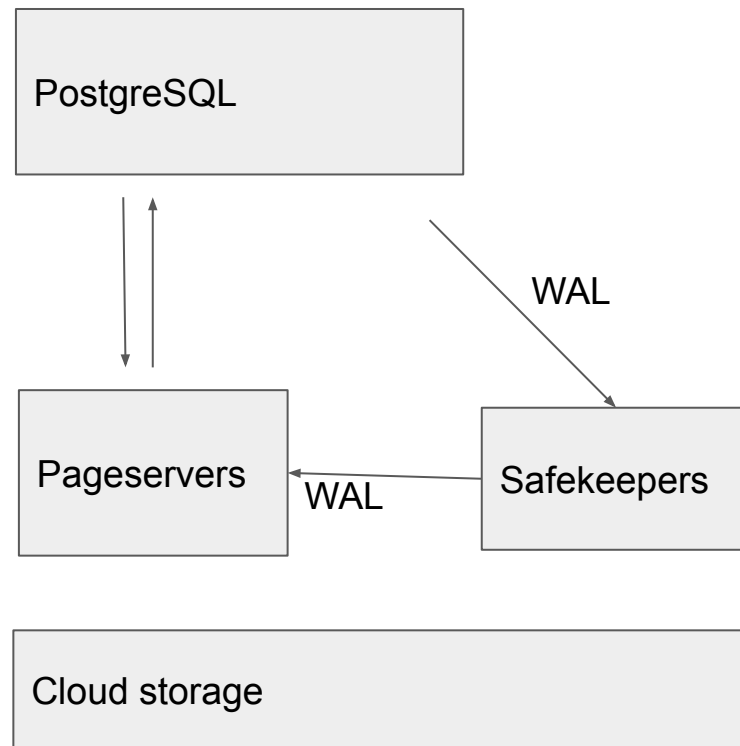 PostgreSQL
WAL
Pageservers
WAL
Safekeepers
Cloud storage